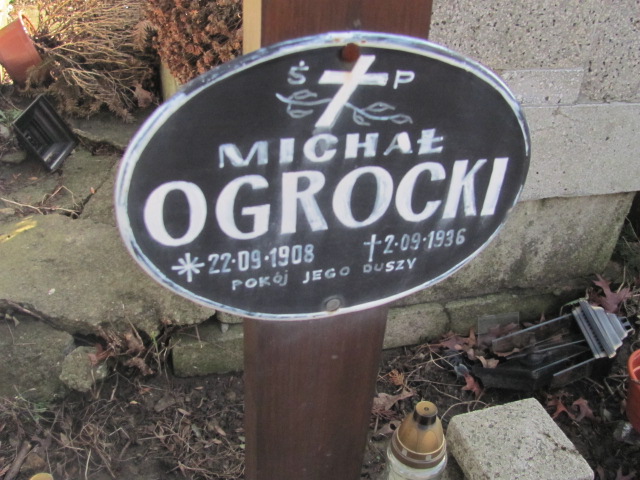 Ś P
MICHAŁ
OGROCKI
*22·09·1908 †2·09·1936
POKÓJ JEGO DUSZY